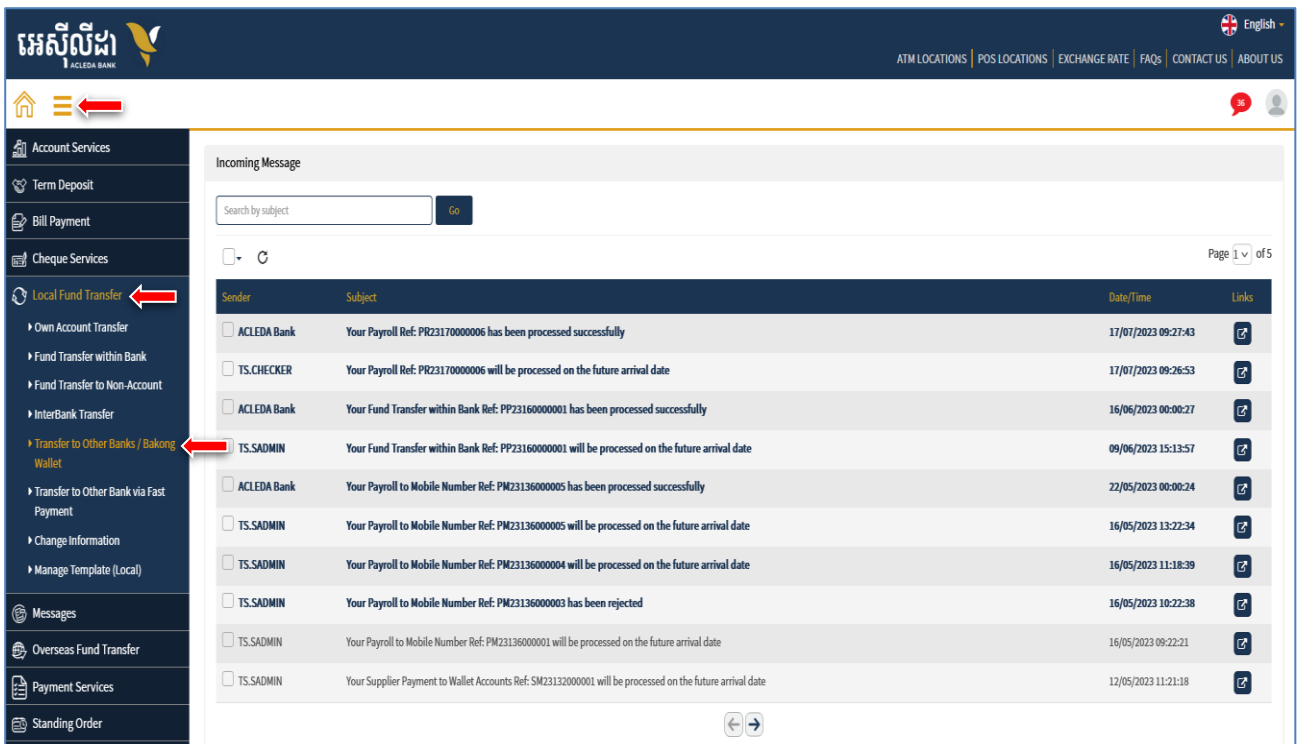 English
អេស៊ីលីដា
ACLEDA BANK
ATM LOCATIONS | POS LOCATIONS | EXCHANGE RATE | FAQs | CONTACT US | ABOUT US
36
Account Services
Term Deposit
Bill Payment
Cheque Services
Local Fund Transfer
Own Account Transfer
Fund Transfer within Bank
Fund Transfer to Non-Account
InterBank Transfer
Transfer to Other Banks / Bakong
Wallet
Transfer to Other Bank via Fast
Payment
Change Information
Manage Template (Local)
Messages
Overseas Fund Transfer
Payment Services
Standing Order
Incoming Message
Search by subject Go
Page 1 of 5
Sender Subject Date/Time Links
ACLEDA Bank Your Payroll Ref: PR23170000006 has been processed successfully 17/07/2023 09:27:43
TS.CHECKER Your Payroll Ref: PR23170000006 will be processed on the future arrival date 17/07/2023 09:26:53
ACLEDA Bank Your Fund Transfer within Bank Ref: PP23160000001 has been processed successfully 16/06/2023 00:00:27
TS.SADMIN Your Fund Transfer within Bank Ref: PP23160000001 will be processed on the future arrival date 09/06/2023 15:13:57
ACLEDA Bank Your Payroll to Mobile Number Ref: PM23136000005 has been processed successfully 22/05/2023 00:00:24
TS.SADMIN Your Payroll to Mobile Number Ref: PM23136000005 will be processed on the future arrival date 16/05/2023 13:22:34
TS.SADMIN Your Payroll to Mobile Number Ref: PM23136000004 will be processed on the future arrival date 16/05/2023 11:18:39
TS.SADMIN Your Payroll to Mobile Number Ref: PM23136000003 has been rejected 16/05/2023 10:22:38
TS.SADMIN Your Payroll to Mobile Number Ref: PM23136000001 will be processed on the future arrival date 16/05/2023 09:22:21
TS.SADMIN Your Supplier Payment to Wallet Accounts Ref: SM23132000001 will be processed on the future arrival date 12/05/2023 11:21:18